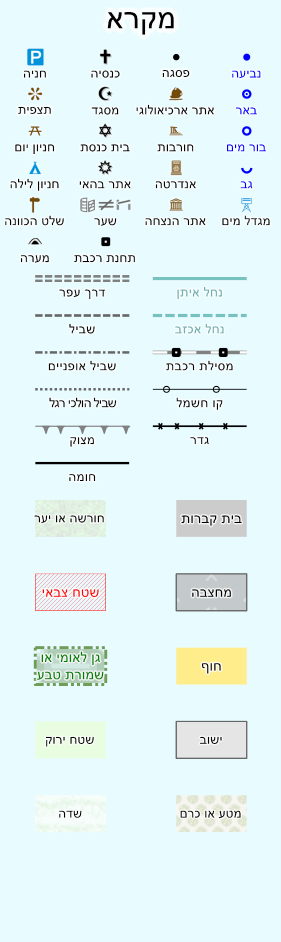 מקרא
נביעה פסגה כנסיה חניה
באר אתר ארכיאולוגי מסגד תצפית
בור מים חורבות בית כנסת חניון יום
גב אנדרטה אתר בהאי חניון לילה
מגדל מים אתר הנצחה שער שלט הכוונה
תחנת רכבת מערה
נחל איתן דרך עפר
נחל אכזב שביל
מסילת רכבת שביל אופניים
קו חשמל שביל הולכי רגל
גדר מצוק
חומה
בית קברות חורשה או יער
מחצבה שטח צבאי
חוף גן לאומי או
שמורת טבע
ישוב שטח ירוק
מטע או כרם שדה